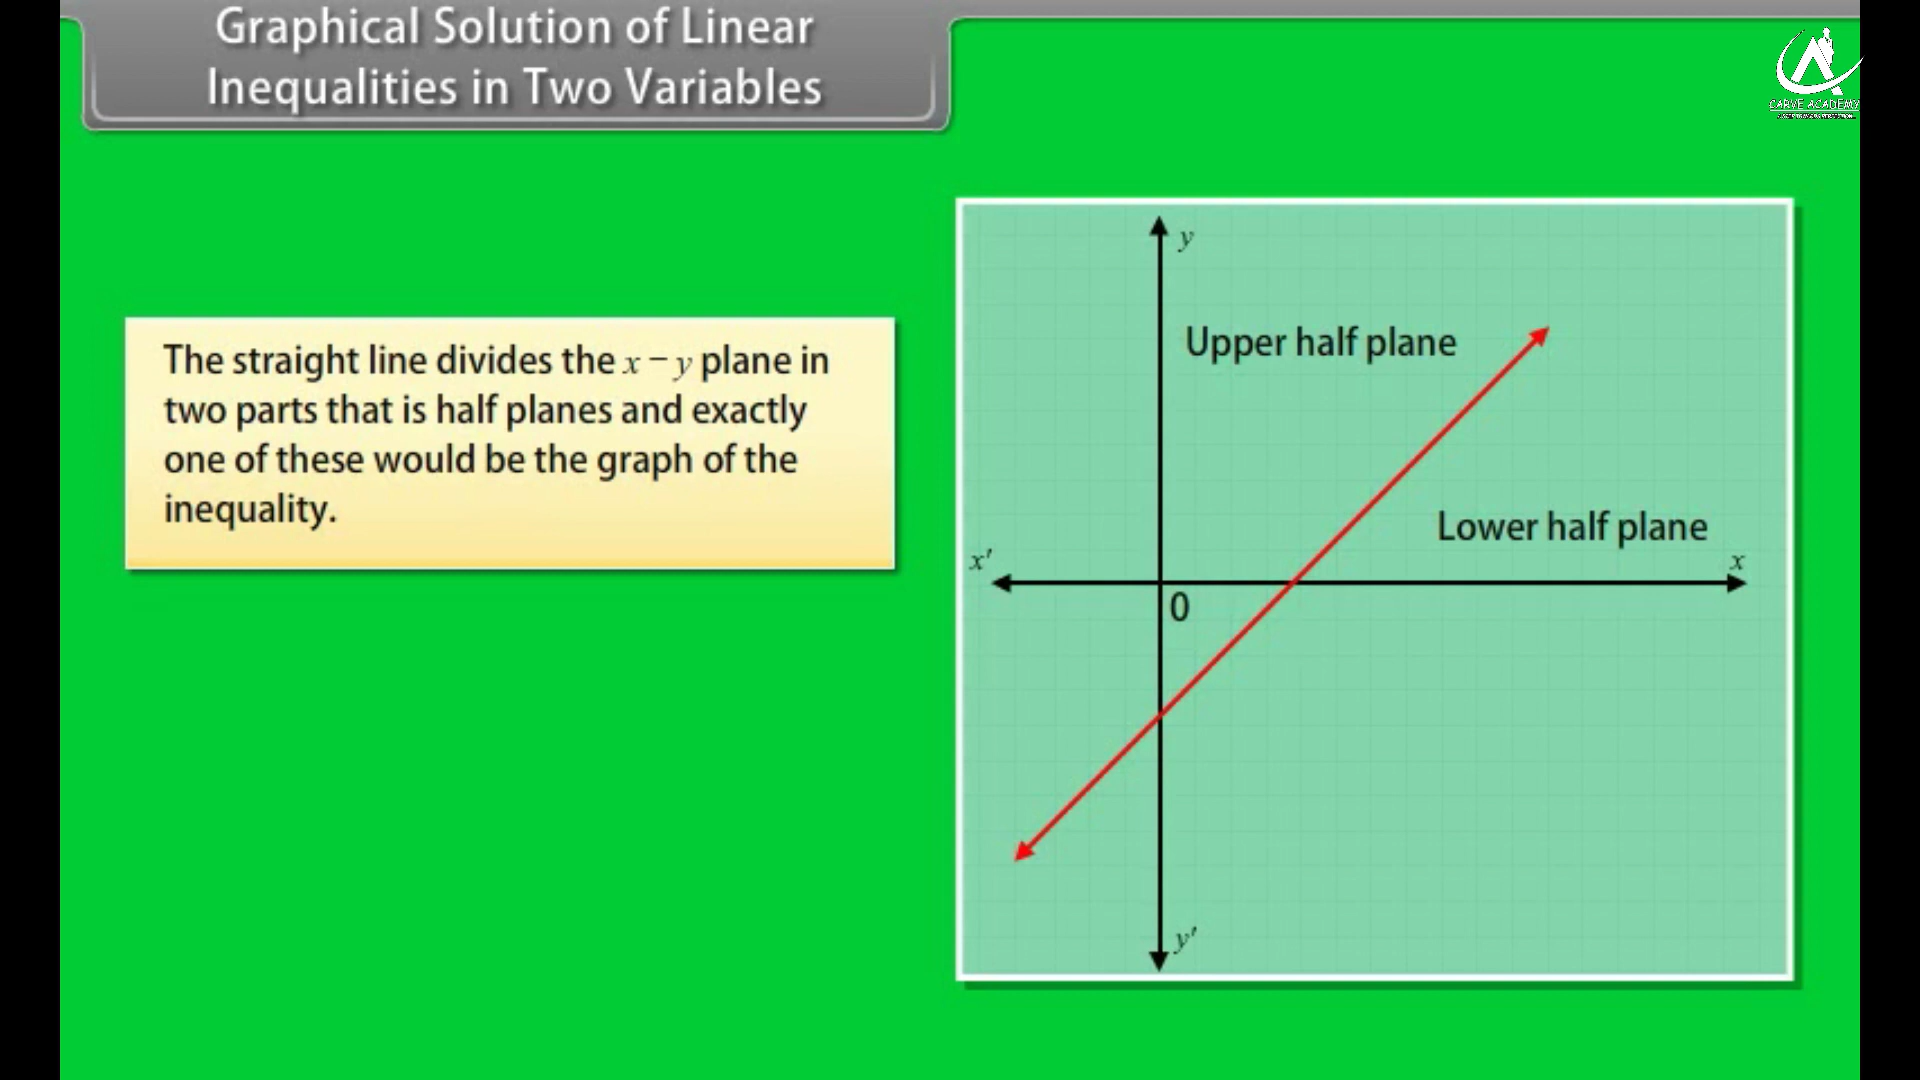 Graphical Solution of Linear
Inequalities in Two Variables
CARVE ACADEMY
The straight line divides the x − y plane in
two parts that is half planes and exactly
one of these would be the graph of the
inequality.
y
Upper half plane
Lower half plane
x'
x
0
y'